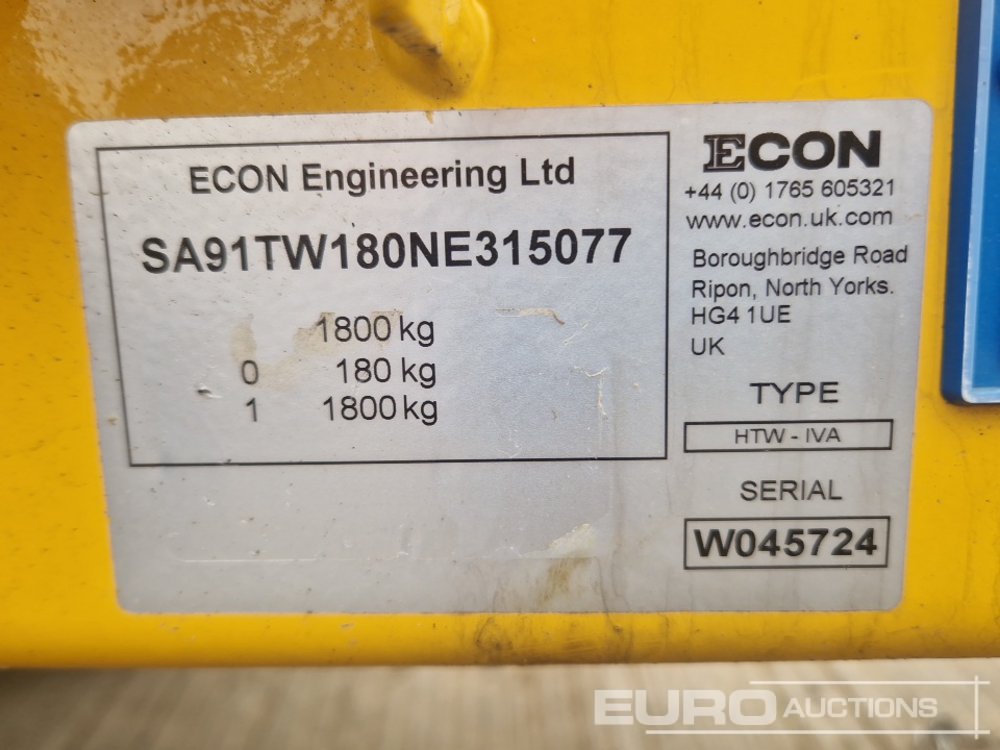 ECON Engineering Ltd
SA91TW180NE315077
1800 kg
0 180 kg
1 1800 kg
ECON
+44 (0) 1765 605321
www.econ.uk.com
Boroughbridge Road
Ripon, North Yorks.
HG4 1UE
UK
TYPE
HTW - IVA
SERIAL
W045724
EURO AUCTIONS